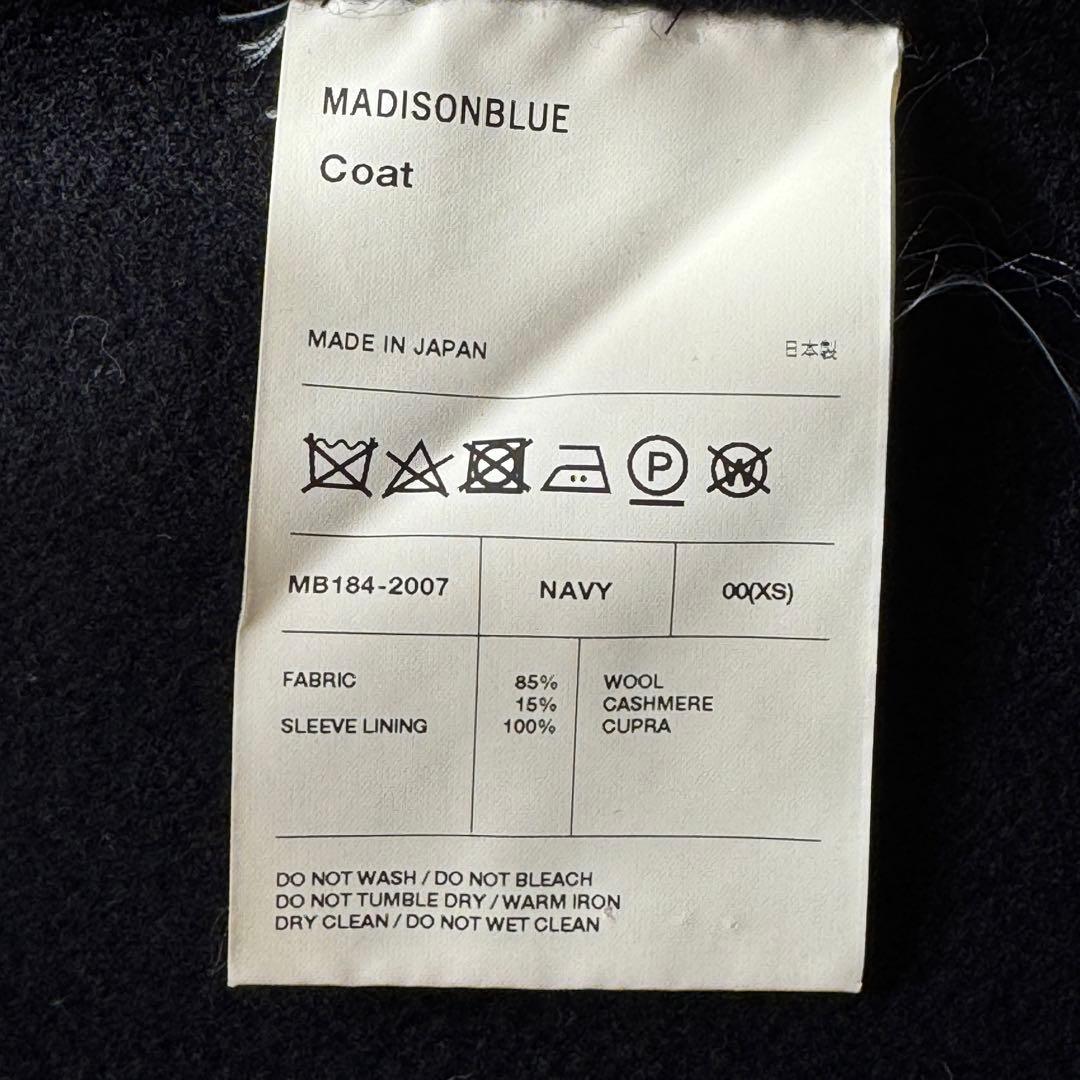 MADISONBLUE
Coat
MADE IN JAPAN 日本製
P W
MB184-2007 NAVY 00(XS)
FABRIC 85% WOOL
15% CASHMERE
SLEEVE LINING 100% CUPRA
DO NOT WASH / DO NOT BLEACH
DO NOT TUMBLE DRY / WARM IRON
DRY CLEAN / DO NOT WET CLEAN